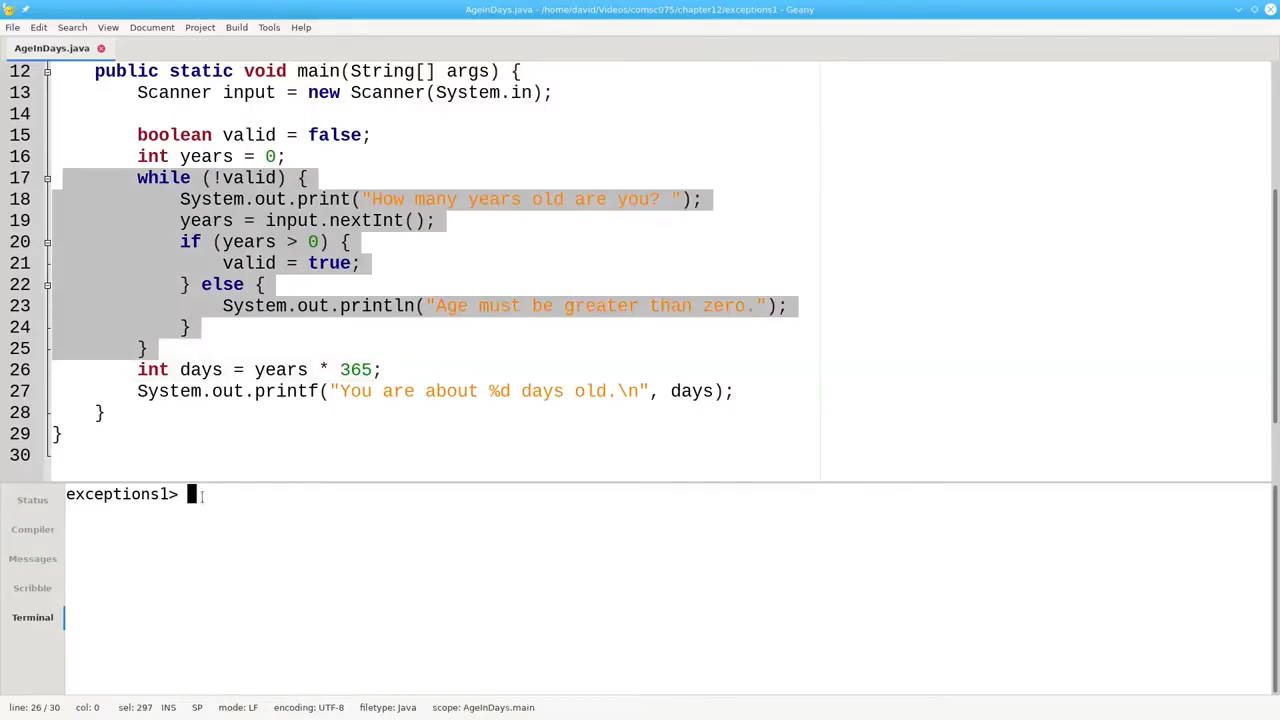 AgeInDays.java - /home/david/Videos/comsc075/chapter12/exceptions1 - Geany
File Edit Search View Document Project Build Tools Help
AgeInDays.java
12 public static void main(String[] args) {
13 Scanner input = new Scanner(System.in);
14
15 boolean valid = false;
16 int years = 0;
17 while (!valid) {
18 System.out.print("How many years old are you? ");
19 years = input.nextInt();
20 if (years > 0) {
21 valid = true;
22 } else {
23 System.out.println("Age must be greater than zero.");
24 }
25 }
26 int days = years * 365;
27 System.out.printf("You are about %d days old.\n", days);
28 }
29 }
30
exceptions1>
Status
Compiler
Messages
Scribble
Terminal
line: 26 / 30 col: 0 sel: 297 INS SP mode: LF encoding: UTF-8 filetype: Java scope: AgeInDays.main